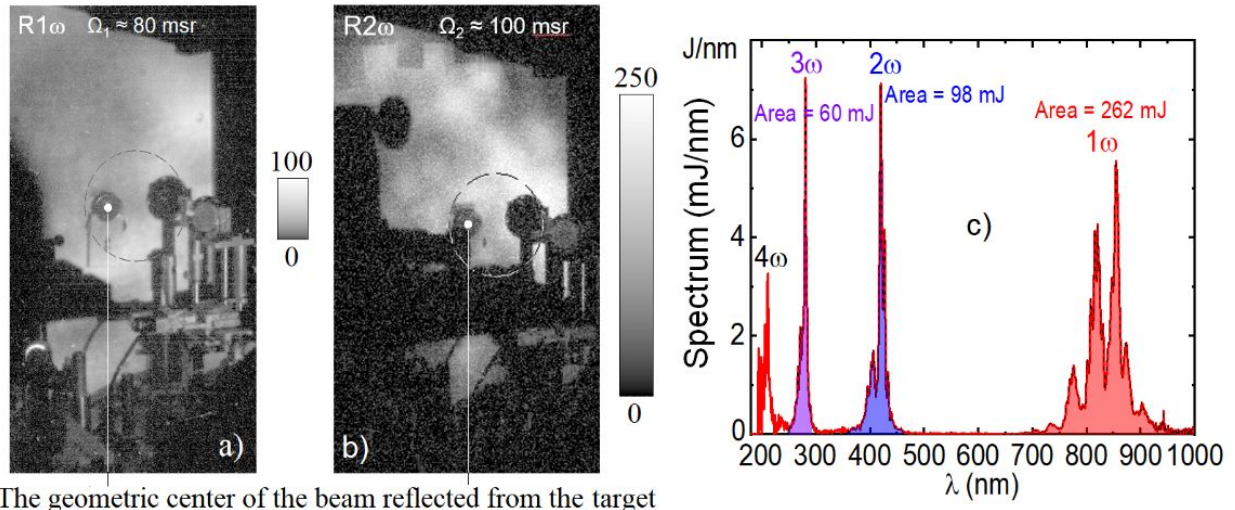 R1ω Ω₁ ≈ 80 msr
100
0
a)
R2ω Ω₂ ≈ 100 msr
250
0
b)
The geometric center of the beam reflected from the target
J/nm
Spectrum (mJ/nm)
6
4
2
0
4ω
3ω
Area = 60 mJ
2ω
Area = 98 mJ
Area = 262 mJ
1ω
c)
200 300 400 500 600 700 800 900 1000
λ (nm)